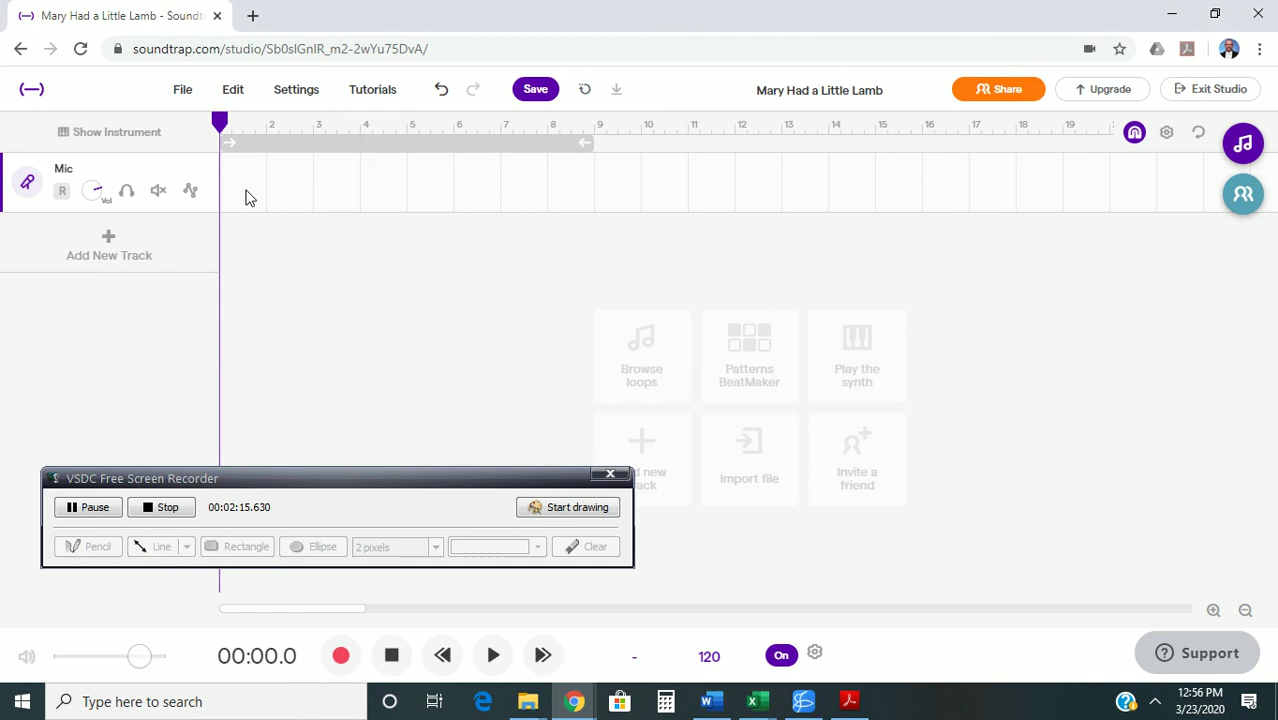 Mary Had a Little Lamb - Soundt
soundtrap.com/studio/
File Edit Settings Tutorials Save Mary Had a Little Lamb Share Upgrade Exit Studio
Show Instrument 2 3 4 5 6 7 8 9 10 11 12 13 14 15 16 17 18 19
Mic
R
Vol
Add New Track
Browse loops
Patterns BeatMaker
Play the synth
Import file
Invite a friend
VSDC Free Screen Recorder
Pause Stop 00:02:15.630 Start drawing
Pencil Line Rectangle Ellipse 2 pixels Clear
00:00.0 - 120 On Support
Type here to search
12:56 PM
3/23/2020